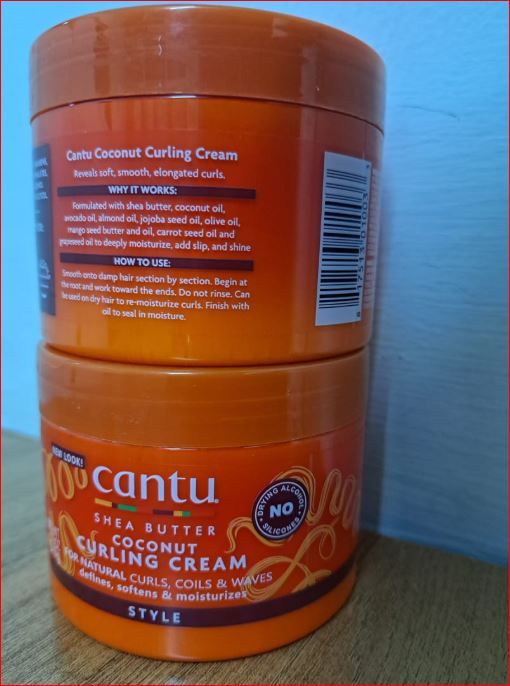 Cantu Coconut Curling Cream
Reveals soft, smooth, elongated curls.
WHY IT WORKS:
Formulated with shea butter, coconut oil,
avocado oil, almond oil, jojoba seed oil, olive oil,
mango seed butter and oil, carrot seed oil and
grapeseed oil to deeply moisturize, add slip, and shine
HOW TO USE:
Smooth onto damp hair section by section. Begin at
the root and work toward the ends. Do not rinse. Can
be used on dry hair to re-moisturize curls. Finish with
oil to seal in moisture.
NEW LOOK!
cantu
SHEA BUTTER
DRYING ALCOHOL
NO
SILICONES
COCONUT
CURLING CREAM
FOR NATURAL CURLS, COILS & WAVES
defines, softens & moisturizes
STYLE